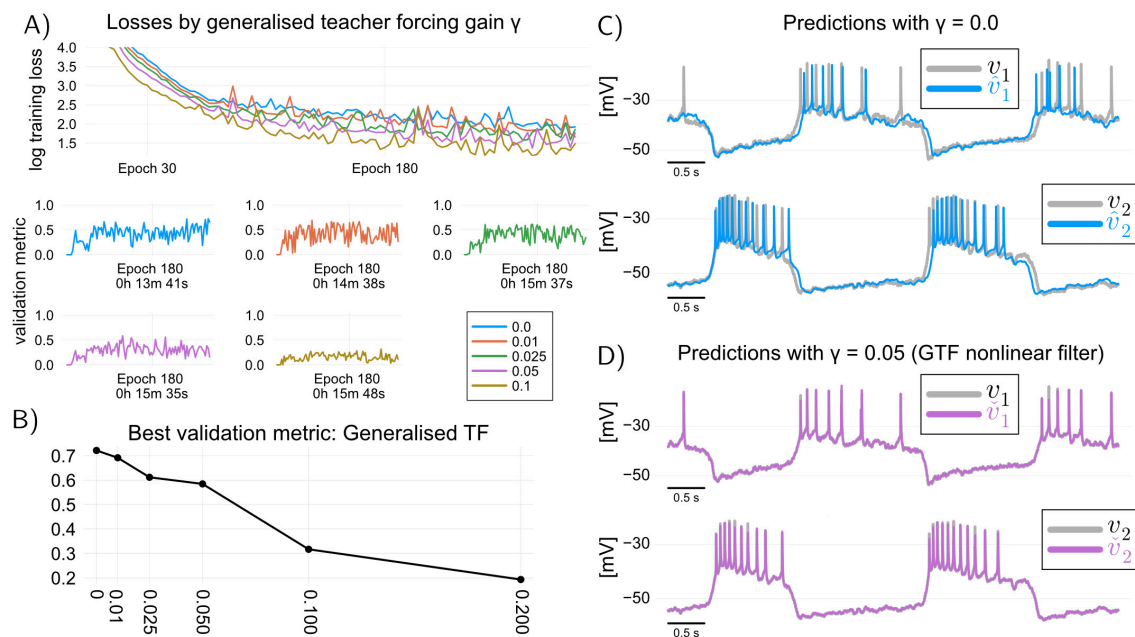 A)
Losses by generalised teacher forcing gain γ
log training loss
4.0
3.5
3.0
2.5
2.0
1.5
Epoch 30
Epoch 180
validation metric
1.0
0.5
0.0
Epoch 180
0h 13m 41s
1.0
0.5
0.0
Epoch 180
0h 14m 38s
1.0
0.5
0.0
Epoch 180
0h 15m 37s
1.0
0.5
0.0
Epoch 180
0h 15m 35s
1.0
0.5
0.0
Epoch 180
0h 15m 48s
0.0
0.01
0.025
0.05
0.1
B)
Best validation metric: Generalised TF
0.7
0.6
0.5
0.4
0.3
0.2
0
0.01
0.025
0.050
0.100
0.200
C)
Predictions with γ = 0.0
[mV]
−30
−50
0.5 s
v₁
v̂₁
[mV]
−30
−50
0.5 s
v₂
v̂₂
D)
Predictions with γ = 0.05 (GTF nonlinear filter)
[mV]
−30
−50
0.5 s
v₁
v̌₁
[mV]
−30
−50
0.5 s
v₂
v̌₂